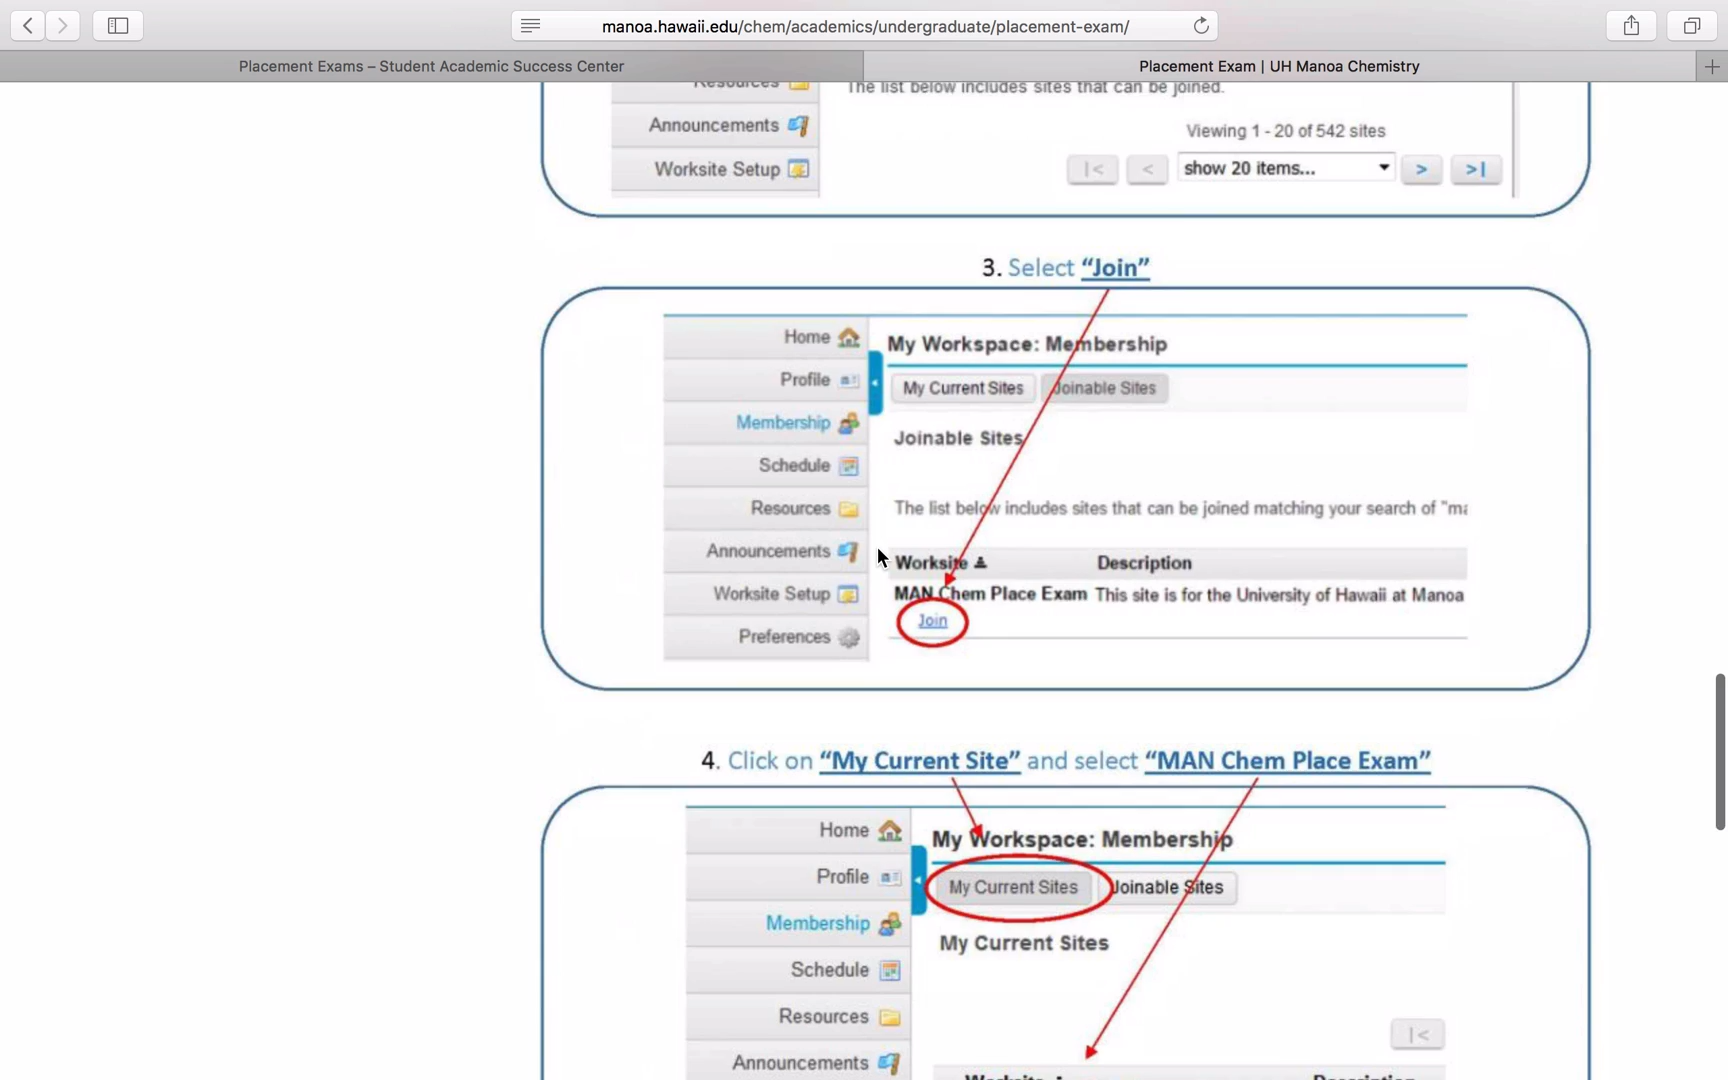 manoa.hawaii.edu/chem/academics/undergraduate/placement-exam/
Placement Exams – Student Academic Success Center
Placement Exam | UH Manoa Chemistry
Resources
The list below includes sites that can be joined.
Announcements
Viewing 1 - 20 of 542 sites
Worksite Setup
|< < show 20 items... > >|
3. Select “Join”
Home
My Workspace: Membership
Profile
My Current Sites Joinable Sites
Membership
Joinable Sites
Schedule
Resources
The list below includes sites that can be joined matching your search of "ma
Announcements
Worksite Description
Worksite Setup
MAN Chem Place Exam This site is for the University of Hawaii at Manoa
Join
Preferences
4. Click on “My Current Site” and select “MAN Chem Place Exam”
Home
My Workspace: Membership
Profile
My Current Sites Joinable Sites
Membership
My Current Sites
Schedule
Resources
|<
Announcements
Worksite Description